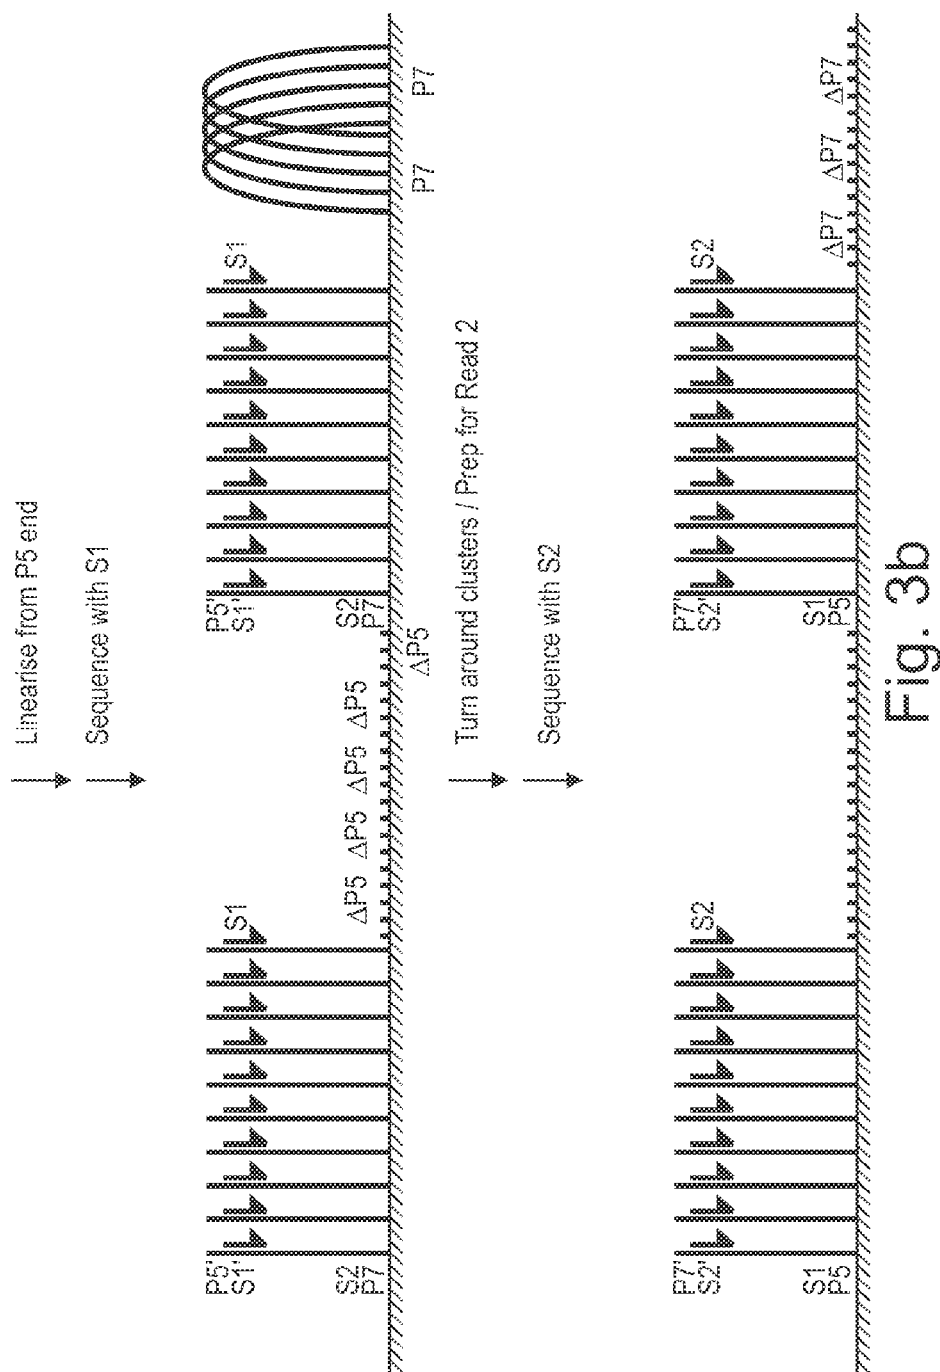 Linearise from P5 end
Sequence with S1
P5' P5'
S1' S1 S1' S1
S2 ΔP5 ΔP5 ΔP5 ΔP5 S2
P7 P7
ΔP5 P7 P7
Turn around clusters / Prep for Read 2
Sequence with S2
P7' P7'
S2' S2 S2' S2
S1 S1 ΔP7 ΔP7 ΔP7
P5 P5
Fig. 3b